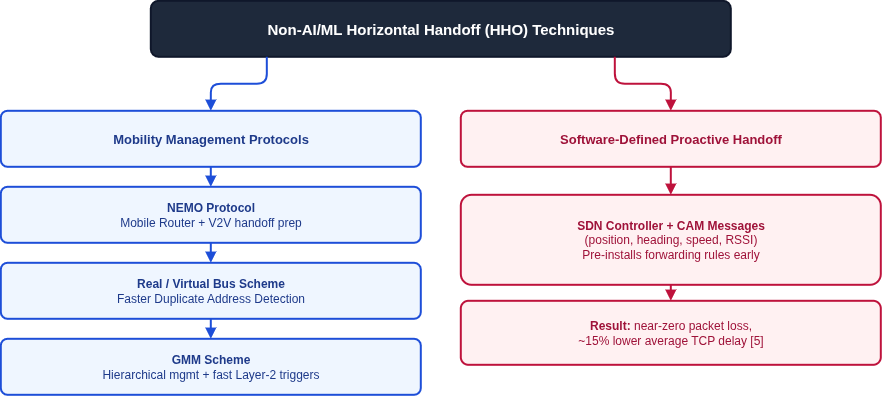 Non-AI/ML Horizontal Handoff (HHO) Techniques
Mobility Management Protocols
NEMO Protocol
Mobile Router + V2V handoff prep
Real / Virtual Bus Scheme
Faster Duplicate Address Detection
GMM Scheme
Hierarchical mgmt + fast Layer-2 triggers
Software-Defined Proactive Handoff
SDN Controller + CAM Messages
(position, heading, speed, RSSI)
Pre-installs forwarding rules early
Result: near-zero packet loss,
~15% lower average TCP delay [5]